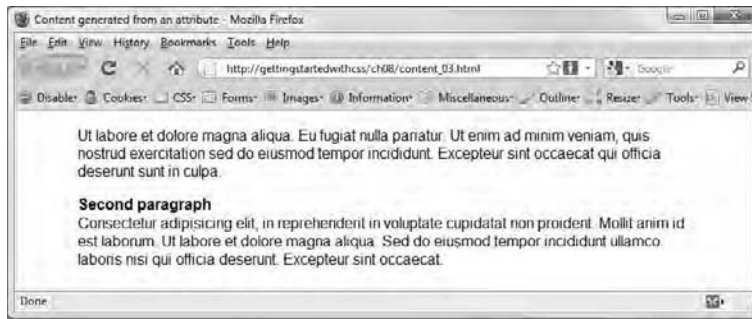 Content generated from an attribute - Mozilla Firefox
File Edit View History Bookmarks Tools Help
http://gettingstartedwithcss/ch08/content_03.html Google
Disable Cookies CSS Forms Images Information Miscellaneous Outline Resize Tools View
Ut labore et dolore magna aliqua. Eu fugiat nulla pariatur. Ut enim ad minim veniam, quis
nostrud exercitation sed do eiusmod tempor incididunt. Excepteur sint occaecat qui officia
deserunt sunt in culpa.
Second paragraph
Consectetur adipisicing elit, in reprehenderit in voluptate cupidatat non proident. Mollit anim id
est laborum. Ut labore et dolore magna aliqua. Sed do eiusmod tempor incididunt ullamco
laboris nisi qui officia deserunt. Excepteur sint occaecat.
Done